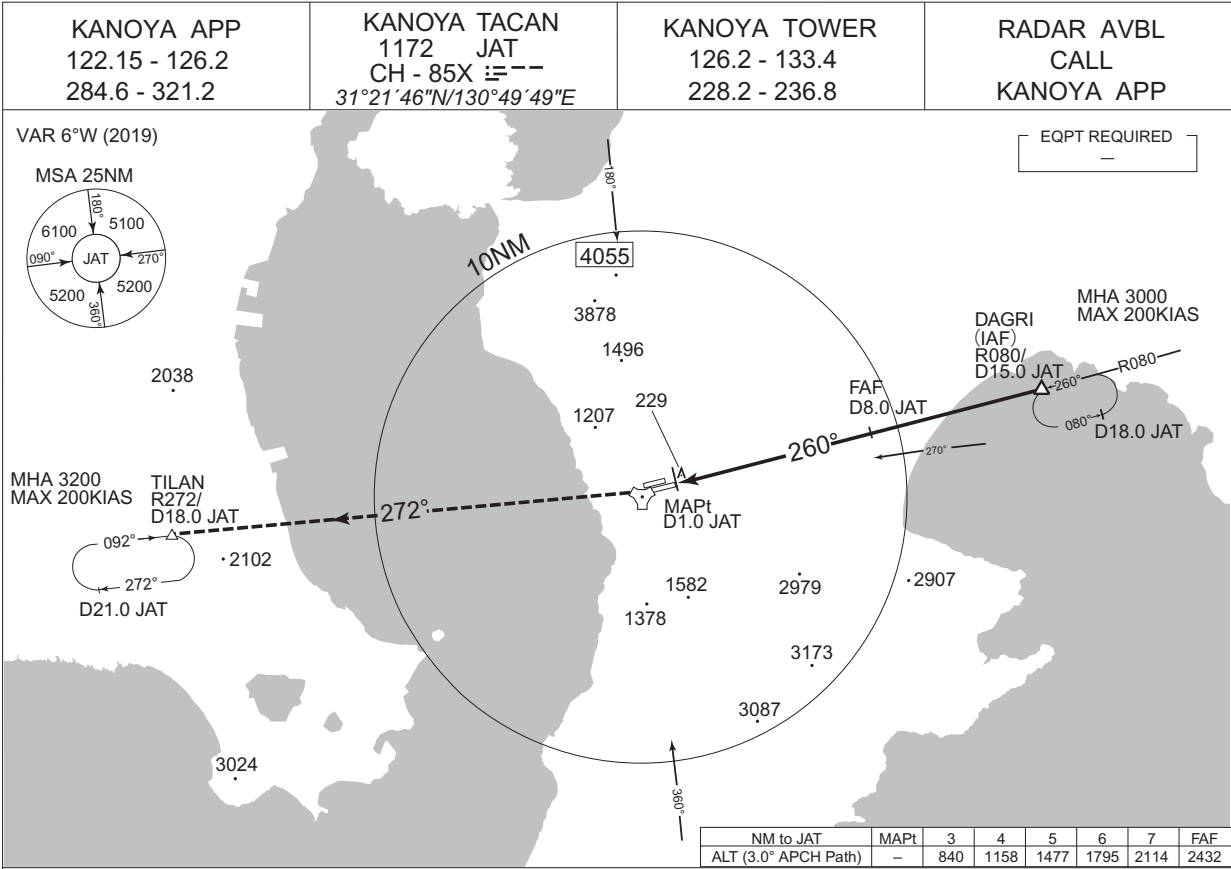 KANOYA APP
122.15 - 126.2
284.6 - 321.2
KANOYA TACAN
1172 JAT
CH - 85X
31°21´46"N/130°49´49"E
KANOYA TOWER
126.2 - 133.4
228.2 - 236.8
RADAR AVBL
CALL
KANOYA APP
VAR 6°W (2019)
EQPT REQUIRED
–
MSA 25NM
180°
6100 5100
090° JAT 270°
5200 5200
360°
180°
10NM
4055
3878
1496
2038
1207
229
MHA 3000
MAX 200KIAS
DAGRI
(IAF)
R080/
D15.0 JAT
R080
260°
080°
D18.0 JAT
FAF
D8.0 JAT
260°
270°
A
MAPt
D1.0 JAT
272°
MHA 3200
MAX 200KIAS
TILAN
R272/
D18.0 JAT
092°
272°
D21.0 JAT
2102
1582
1378
2979
2907
3173
3087
3024
360°
NM to JAT MAPt 3 4 5 6 7 FAF
ALT (3.0° APCH Path) – 840 1158 1477 1795 2114 2432